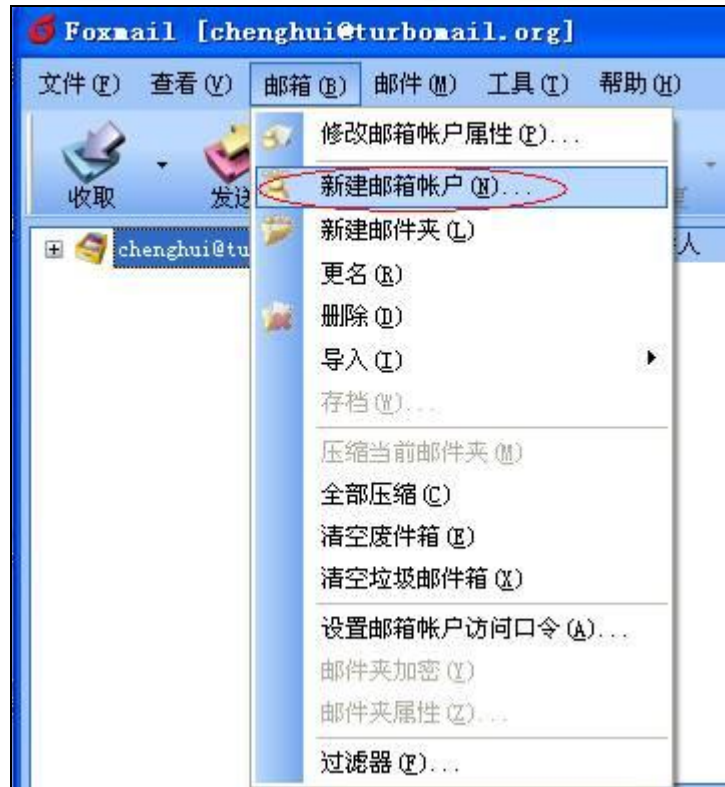 Foxmail [chenghui@turbomail.org]
文件(F) 查看(V) 邮箱(B) 邮件(M) 工具(T) 帮助(H)
修改邮箱帐户属性(P)...
收取
新建邮箱帐户(N)...
chenghui@tu
新建邮件夹(L)
人
更名(R)
删除(D)
导入(I)
存档(W)...
压缩当前邮件夹(M)
全部压缩(C)
清空废件箱(E)
清空垃圾邮件箱(X)
设置邮箱帐户访问口令(A)...
邮件夹加密(Y)
邮件夹属性(Z)...
过滤器(F)...